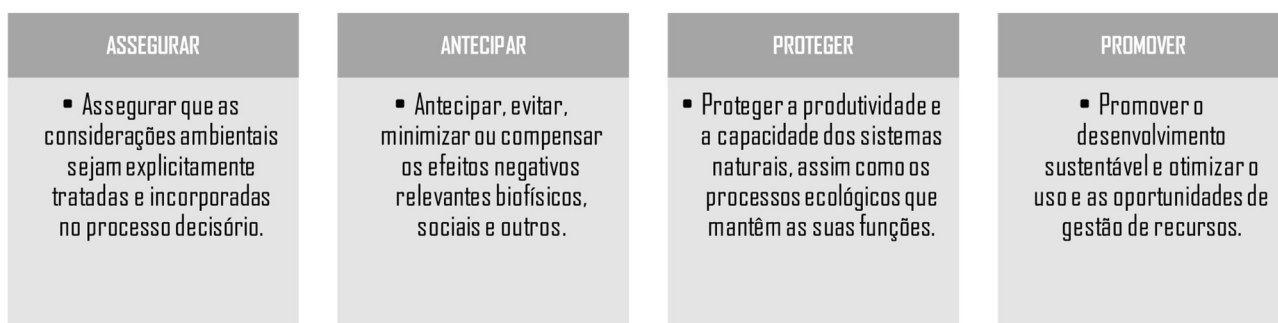 ASSEGURAR
▪ Assegurar que as
considerações ambientais
sejam explicitamente
tratadas e incorporadas
no processo decisório.
ANTECIPAR
▪ Antecipar, evitar,
minimizar ou compensar
os efeitos negativos
relevantes biofísicos,
sociais e outros.
PROTEGER
▪ Proteger a produtividade e
a capacidade dos sistemas
naturais, assim como os
processos ecológicos que
mantêm as suas funções.
PROMOVER
▪ Promover o
desenvolvimento
sustentável e otimizar o
uso e as oportunidades de
gestão de recursos.